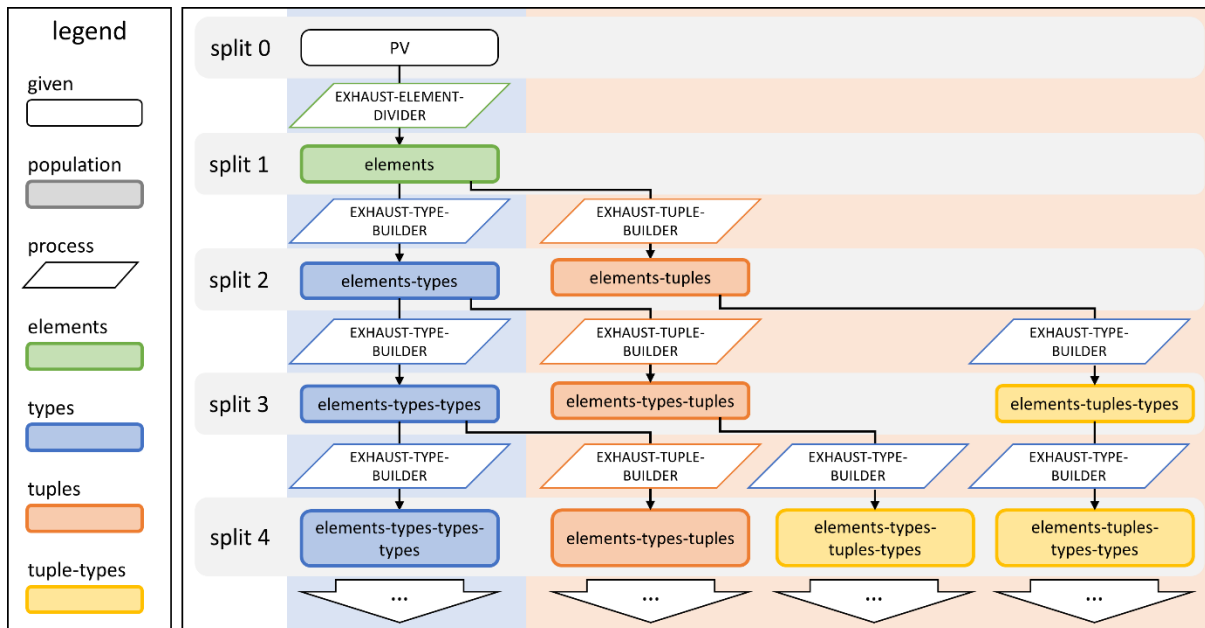 legend
given
population
process
elements
types
tuples
tuple-types
split 0
PV
EXHAUST-ELEMENT-
DIVIDER
split 1
elements
EXHAUST-TYPE-
BUILDER
EXHAUST-TUPLE-
BUILDER
split 2
elements-types
elements-tuples
EXHAUST-TYPE-
BUILDER
EXHAUST-TUPLE-
BUILDER
EXHAUST-TYPE-
BUILDER
split 3
elements-types-types
elements-types-tuples
elements-tuples-types
EXHAUST-TYPE-
BUILDER
EXHAUST-TUPLE-
BUILDER
EXHAUST-TYPE-
BUILDER
EXHAUST-TYPE-
BUILDER
split 4
elements-types-types-
types
elements-types-tuples
elements-types-
tuples-types
elements-tuples-
types-types
...
...
...
...